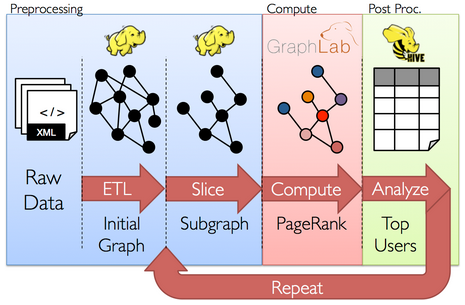 Preprocessing
Compute
Post Proc.
GraphLab
HIVE
</>
XML
Raw
Data
ETL
Slice
Compute
Analyze
Initial
Graph
Subgraph
PageRank
Top
Users
Repeat